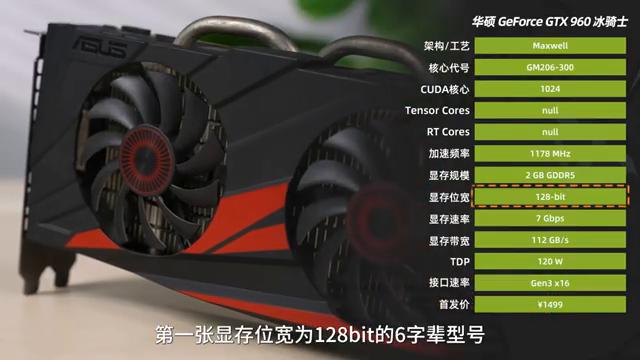 华硕 GeForce GTX 960 冰骑士
ASUS
架构/工艺 Maxwell
核心代号 GM206-300
CUDA核心 1024
Tensor Cores null
RT Cores null
加速频率 1178 MHz
显存规模 2 GB GDDR5
显存位宽 128-bit
显存速率 7 Gbps
显存带宽 112 GB/s
TDP 120 W
接口速率 Gen3 x16
首发价 ¥1499
第一张显存位宽为128bit的6字辈型号